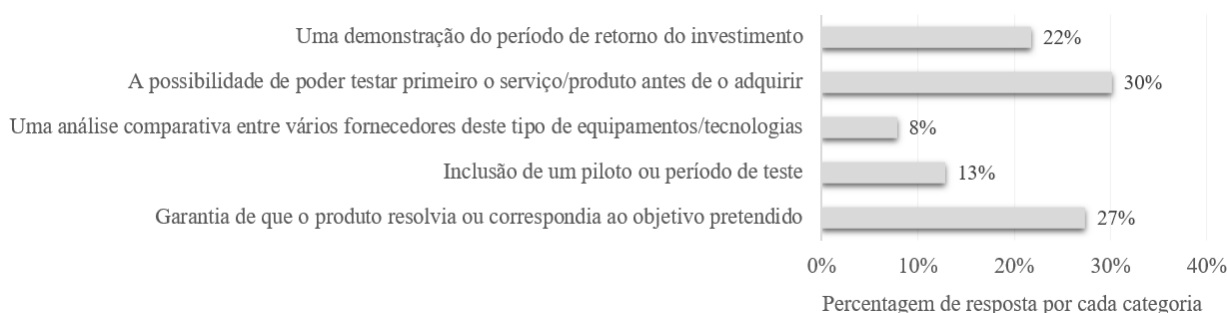 Uma demonstração do período de retorno do investimento 22%
A possibilidade de poder testar primeiro o serviço/produto antes de o adquirir 30%
Uma análise comparativa entre vários fornecedores deste tipo de equipamentos/tecnologias 8%
Inclusão de um piloto ou período de teste 13%
Garantia de que o produto resolvia ou correspondia ao objetivo pretendido 27%
0% 10% 20% 30% 40%
Percentagem de resposta por cada categoria